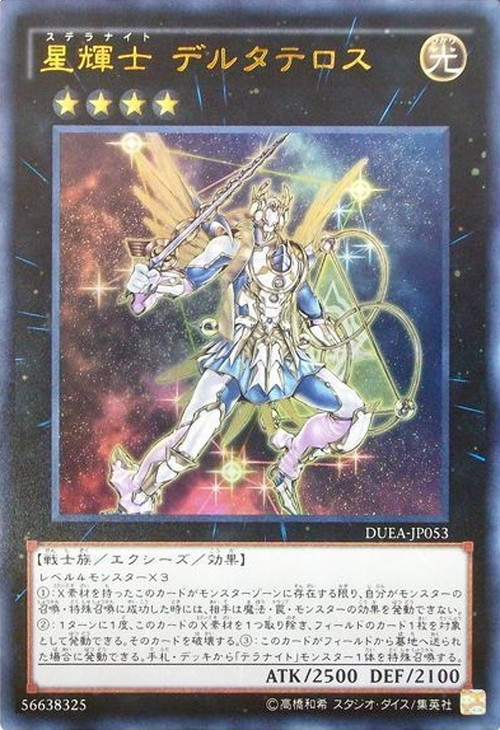 ステラナイト
星輝士 デルタテロス
ひかり
光
DUEA-JP053
【戦士族／エクシーズ／効果】
レベル４モンスター×３
①：X素材を持ったこのカードがモンスターゾーンに存在する限り、自分がモンスターの
召喚・特殊召喚に成功した時には、相手は魔法・罠・モンスターの効果を発動できない。
②：１ターンに１度、このカードのX素材を１つ取り除き、フィールドのカード１枚を対象
として発動できる。そのカードを破壊する。③：このカードがフィールドから墓地へ送られ
た場合に発動できる。手札・デッキから「テラナイト」モンスター１体を特殊召喚する。
ATK/2500 DEF/2100
56638325
©高橋和希 スタジオ・ダイス/集英社